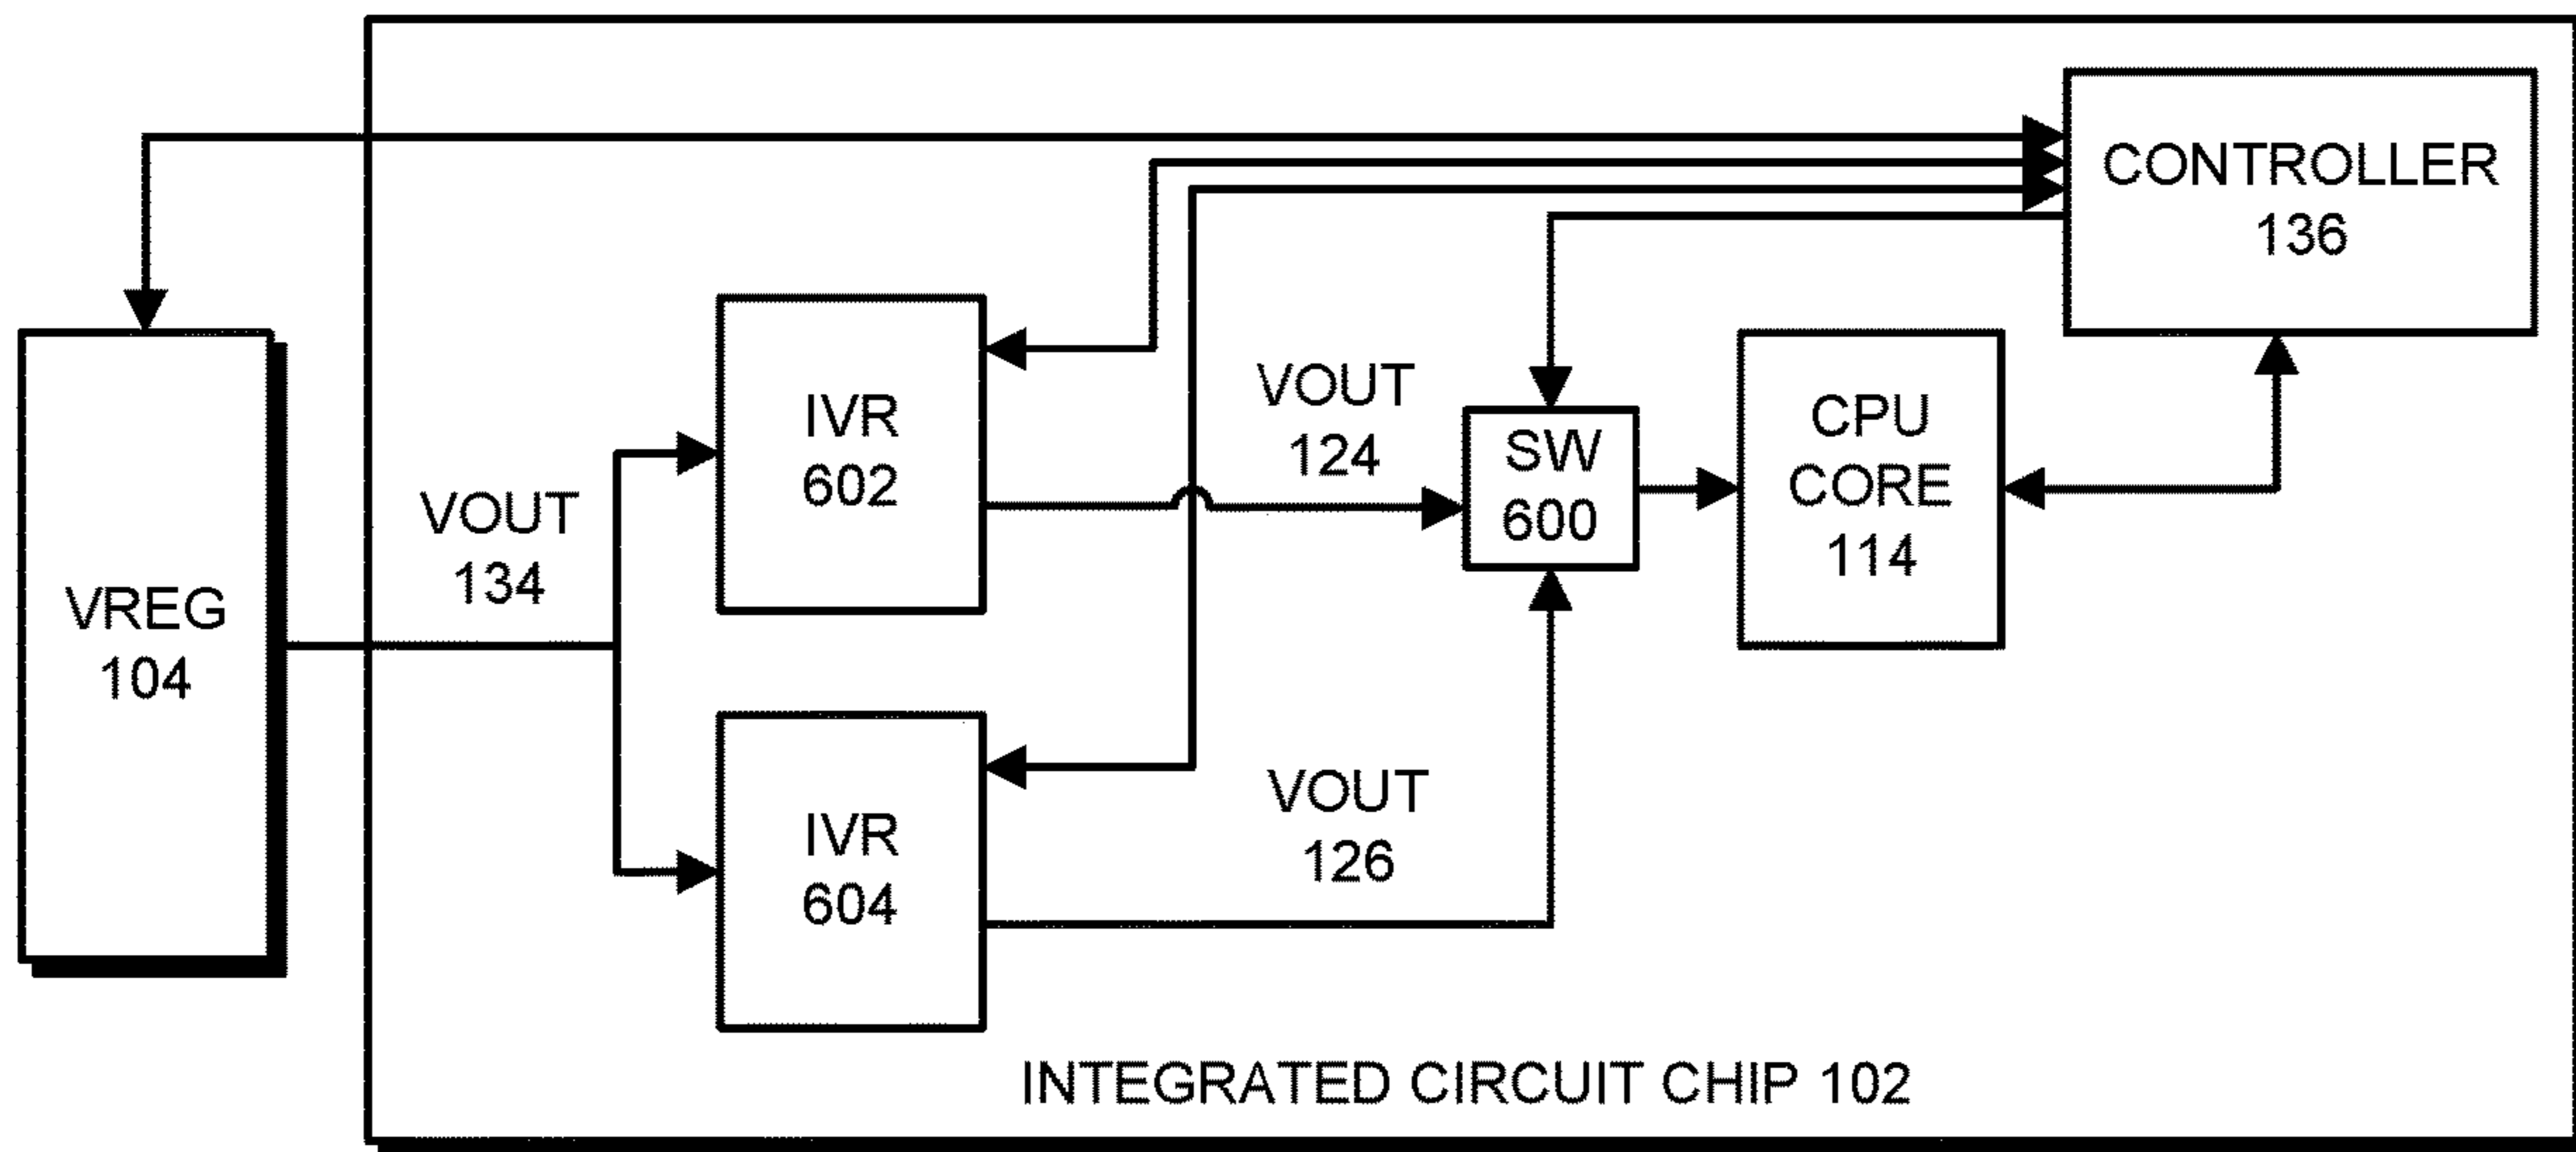 CONTROLLER
136
IVR
602
VOUT
124
SW
600
CPU
CORE
114
VOUT
134
VREG
104
IVR
604
VOUT
126
INTEGRATED CIRCUIT CHIP 102